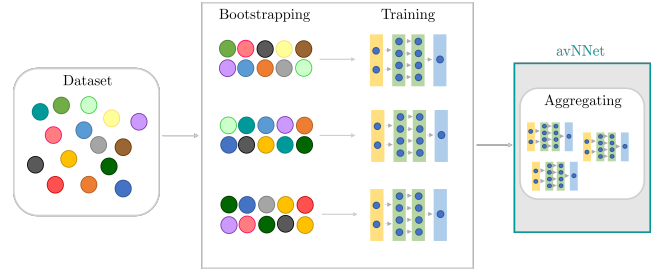 Bootstrapping
Training
avNNet
Dataset
Aggregating